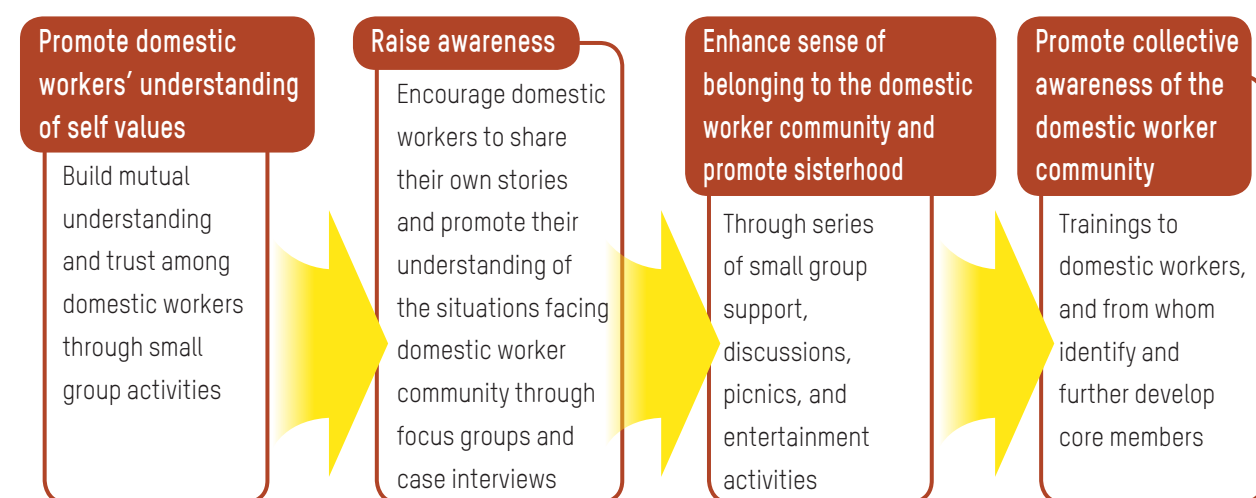 Promote domestic
workers' understanding
of self values
Build mutual
understanding
and trust among
domestic workers
through small
group activities
Raise awareness
Encourage domestic
workers to share
their own stories
and promote their
understanding of
the situations facing
domestic worker
community through
focus groups and
case interviews
Enhance sense of
belonging to the domestic
worker community and
promote sisterhood
Through series
of small group
support,
discussions,
picnics, and
entertainment
activities
Promote collective
awareness of the
domestic worker
community
Trainings to
domestic workers,
and from whom
identify and
further develop
core members